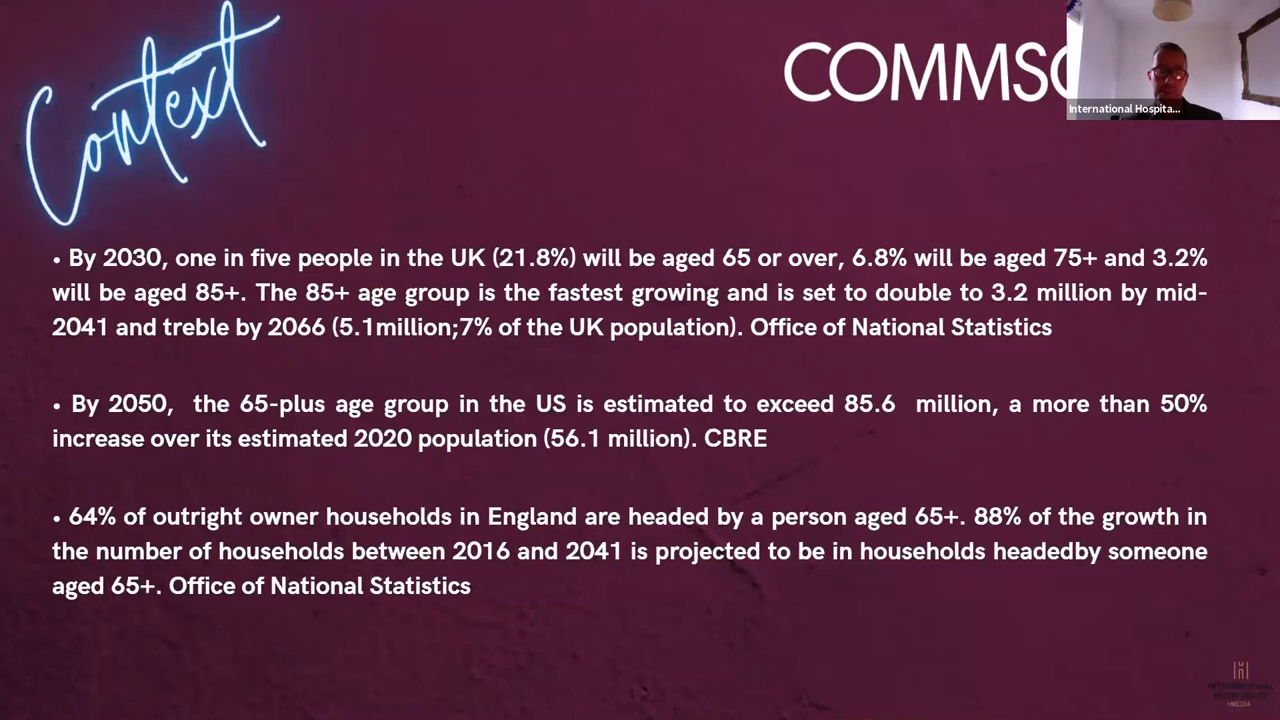 Context
COMMSC
International Hospita...
• By 2030, one in five people in the UK (21.8%) will be aged 65 or over, 6.8% will be aged 75+ and 3.2%
will be aged 85+. The 85+ age group is the fastest growing and is set to double to 3.2 million by mid-
2041 and treble by 2066 (5.1million;7% of the UK population). Office of National Statistics
• By 2050, the 65-plus age group in the US is estimated to exceed 85.6 million, a more than 50%
increase over its estimated 2020 population (56.1 million). CBRE
• 64% of outright owner households in England are headed by a person aged 65+. 88% of the growth in
the number of households between 2016 and 2041 is projected to be in households headedby someone
aged 65+. Office of National Statistics
INTERNATIONAL
HOSPITALITY
+MEDIA